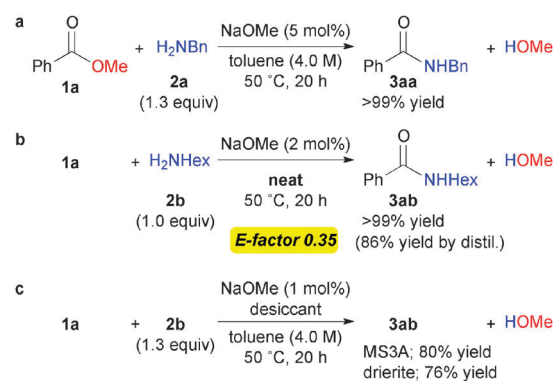 a
O
Ph OMe + H₂NBn NaOMe (5 mol%) O
toluene (4.0 M) Ph NHBn + HOMe
1a 2a 50 °C, 20 h 3aa
(1.3 equiv) >99% yield
b
1a + H₂NHex NaOMe (2 mol%) O
neat Ph NHHex + HOMe
2b 50 °C, 20 h 3ab
(1.0 equiv) >99% yield
E-factor 0.35 (86% yield by distil.)
c
NaOMe (1 mol%)
desiccant
1a + 2b toluene (4.0 M) 3ab + HOMe
(1.3 equiv) 50 °C, 20 h MS3A; 80% yield
drierite; 76% yield